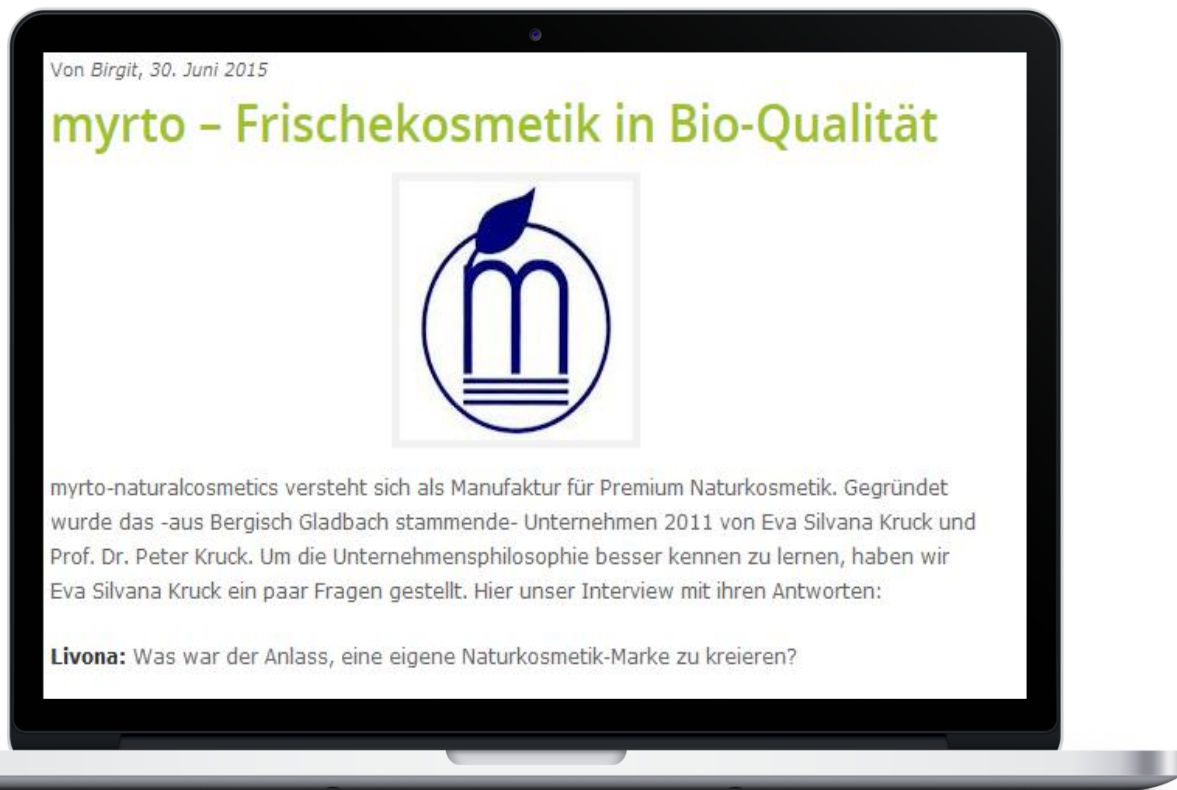 Von Birgit, 30. Juni 2015
myrto – Frischekosmetik in Bio-Qualität
m
myrto-naturalcosmetics versteht sich als Manufaktur für Premium Naturkosmetik. Gegründet
wurde das -aus Bergisch Gladbach stammende- Unternehmen 2011 von Eva Silvana Kruck und
Prof. Dr. Peter Kruck. Um die Unternehmensphilosophie besser kennen zu lernen, haben wir
Eva Silvana Kruck ein paar Fragen gestellt. Hier unser Interview mit ihren Antworten:
Livona: Was war der Anlass, eine eigene Naturkosmetik-Marke zu kreieren?